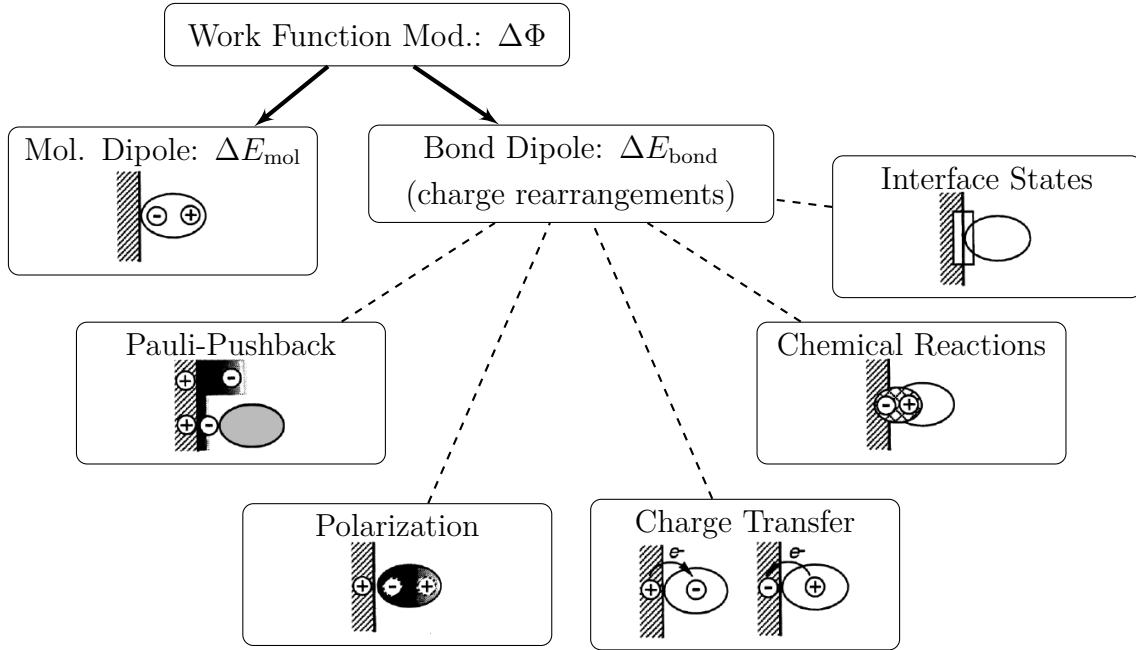 Work Function Mod.: ΔΦ
Mol. Dipole: ΔE_mol
- +
Bond Dipole: ΔE_bond
(charge rearrangements)
Interface States
Pauli-Pushback
+ -
+ -
Chemical Reactions
- +
Polarization
+ - +
Charge Transfer
e- e-
+ - - +